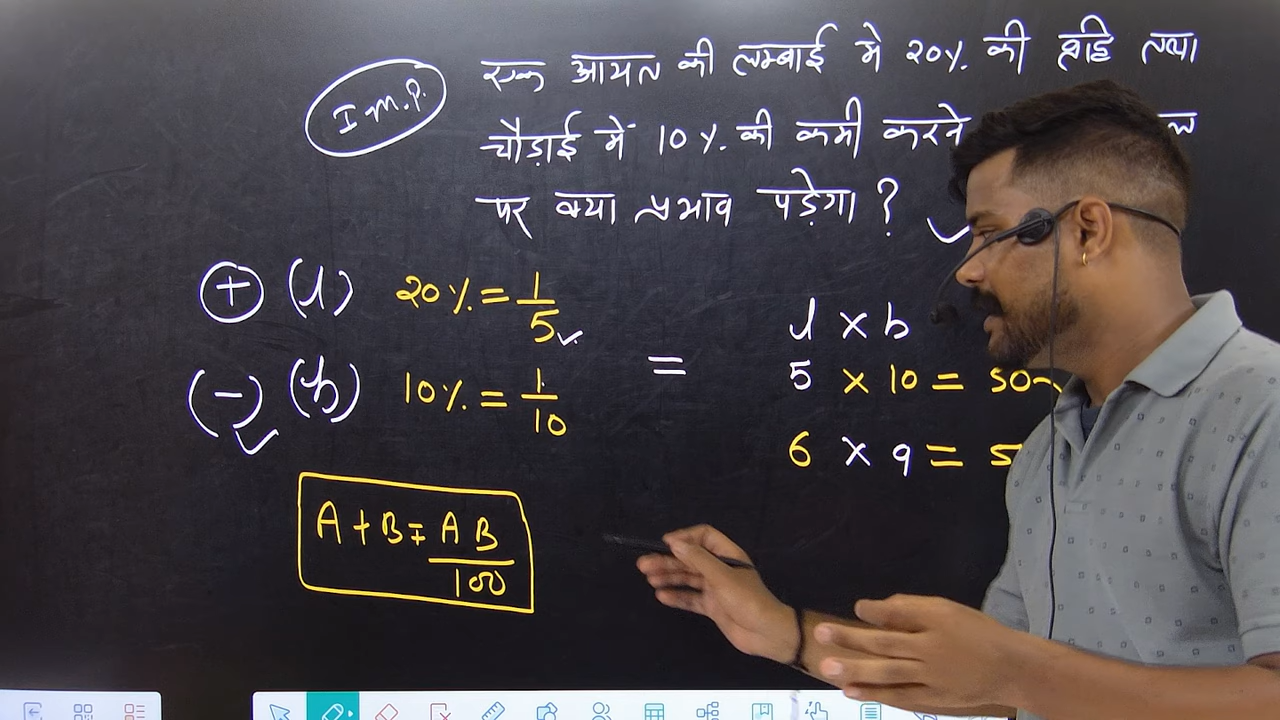 I.M.P.
एक आयत की लम्बाई मे 20%. की वृद्धि तथा
चौड़ाई में 10%. की कमी करने
पर क्या प्रभाव पड़ेगा ?
+ (l) 20%. = 1/5
l × b
(-) (b) 10%. = 1/10
=
5 × 10 = 50
6 × 9 = 5
A + B ∓ AB/100